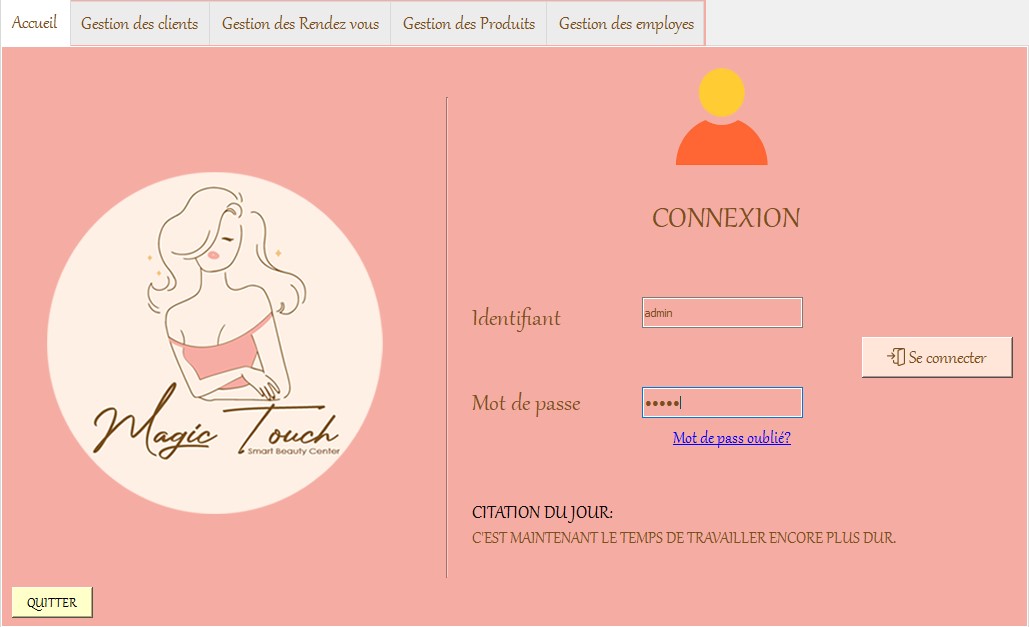 Accueil
Gestion des clients
Gestion des Rendez vous
Gestion des Produits
Gestion des employes
Magic Touch
Smart Beauty Center
CONNEXION
Identifiant
admin
Se connecter
Mot de passe
•••••
Mot de pass oublié?
CITATION DU JOUR:
C'EST MAINTENANT LE TEMPS DE TRAVAILLER ENCORE PLUS DUR.
QUITTER